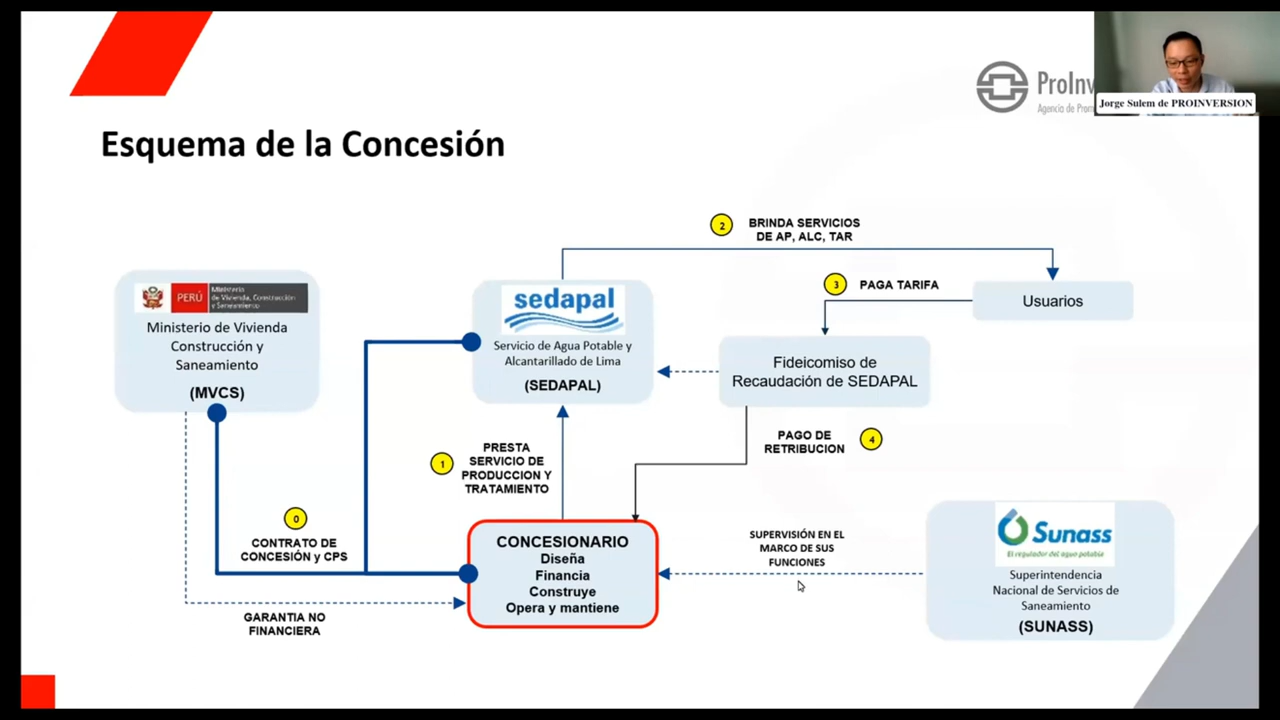 ProInv
Agencia de Prom
Jorge Sulem de PROINVERSION
Esquema de la Concesión
2
BRINDA SERVICIOS
DE AP, ALC, TAR
PERÚ
Ministerio
de Vivienda, Construcción
y Saneamiento
Ministerio de Vivienda
Construcción y
Saneamiento
(MVCS)
sedapal
Servicio de Agua Potable y
Alcantarillado de Lima
(SEDAPAL)
3
PAGA TARIFA
Usuarios
Fideicomiso de
Recaudación de SEDAPAL
1
PRESTA
SERVICIO DE
PRODUCCION Y
TRATAMIENTO
PAGO DE
RETRIBUCION
4
0
CONTRATO DE
CONCESIÓN y CPS
CONCESIONARIO
Diseña
Financia
Construye
Opera y mantiene
SUPERVISIÓN EN EL
MARCO DE SUS
FUNCIONES
Sunass
El regulador del agua potable
Superintendencia
Nacional de Servicios de
Saneamiento
(SUNASS)
GARANTIA NO
FINANCIERA